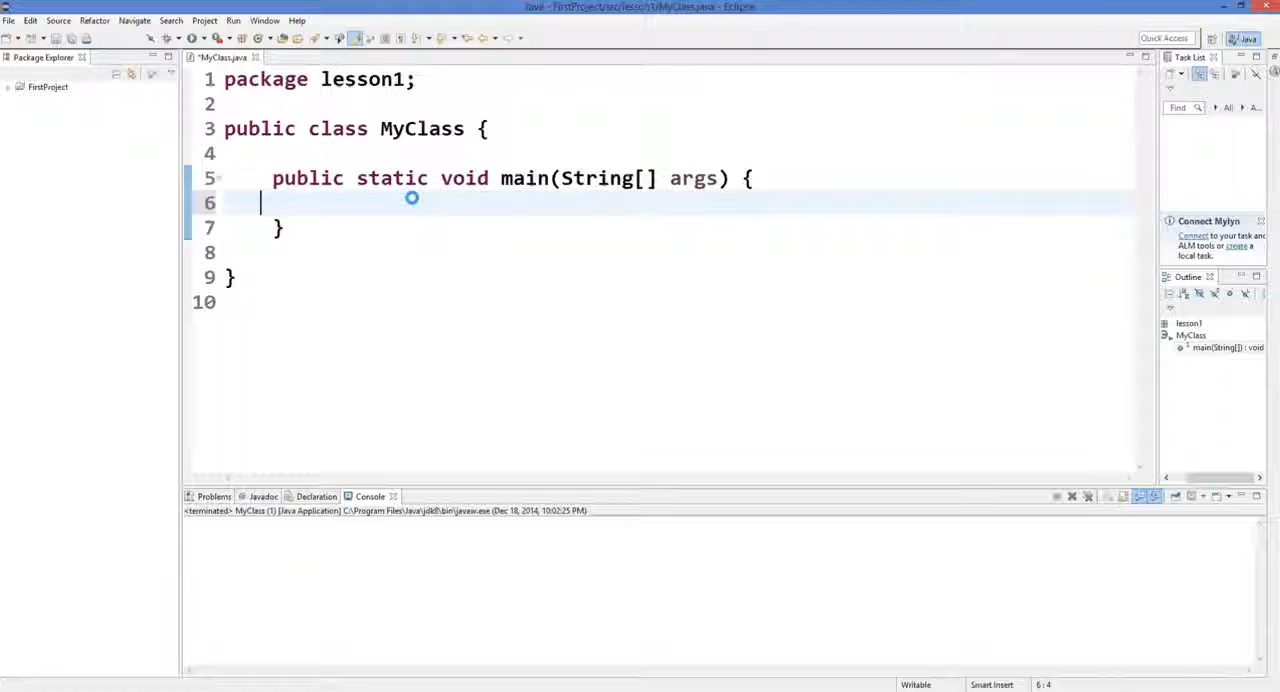 Java - FirstProject/src/lesson1/MyClass.java - Eclipse
File Edit Source Refactor Navigate Search Project Run Window Help
Quick Access Java
Package Explorer *MyClass.java Task List
FirstProject
Find All A...
1 package lesson1;
2
3 public class MyClass {
4
5 public static void main(String[] args) {
6
7 }
8
9 }
10
Connect Mylyn
Connect to your task and
ALM tools or create a
local task.
Outline
lesson1
MyClass
main(String[]) : void
Problems Javadoc Declaration Console
<terminated> MyClass (1) [Java Application] C:\Program Files\Java\jdk8\bin\javaw.exe (Dec 18, 2014, 10:02:25 PM)
Writable Smart Insert 6 : 4